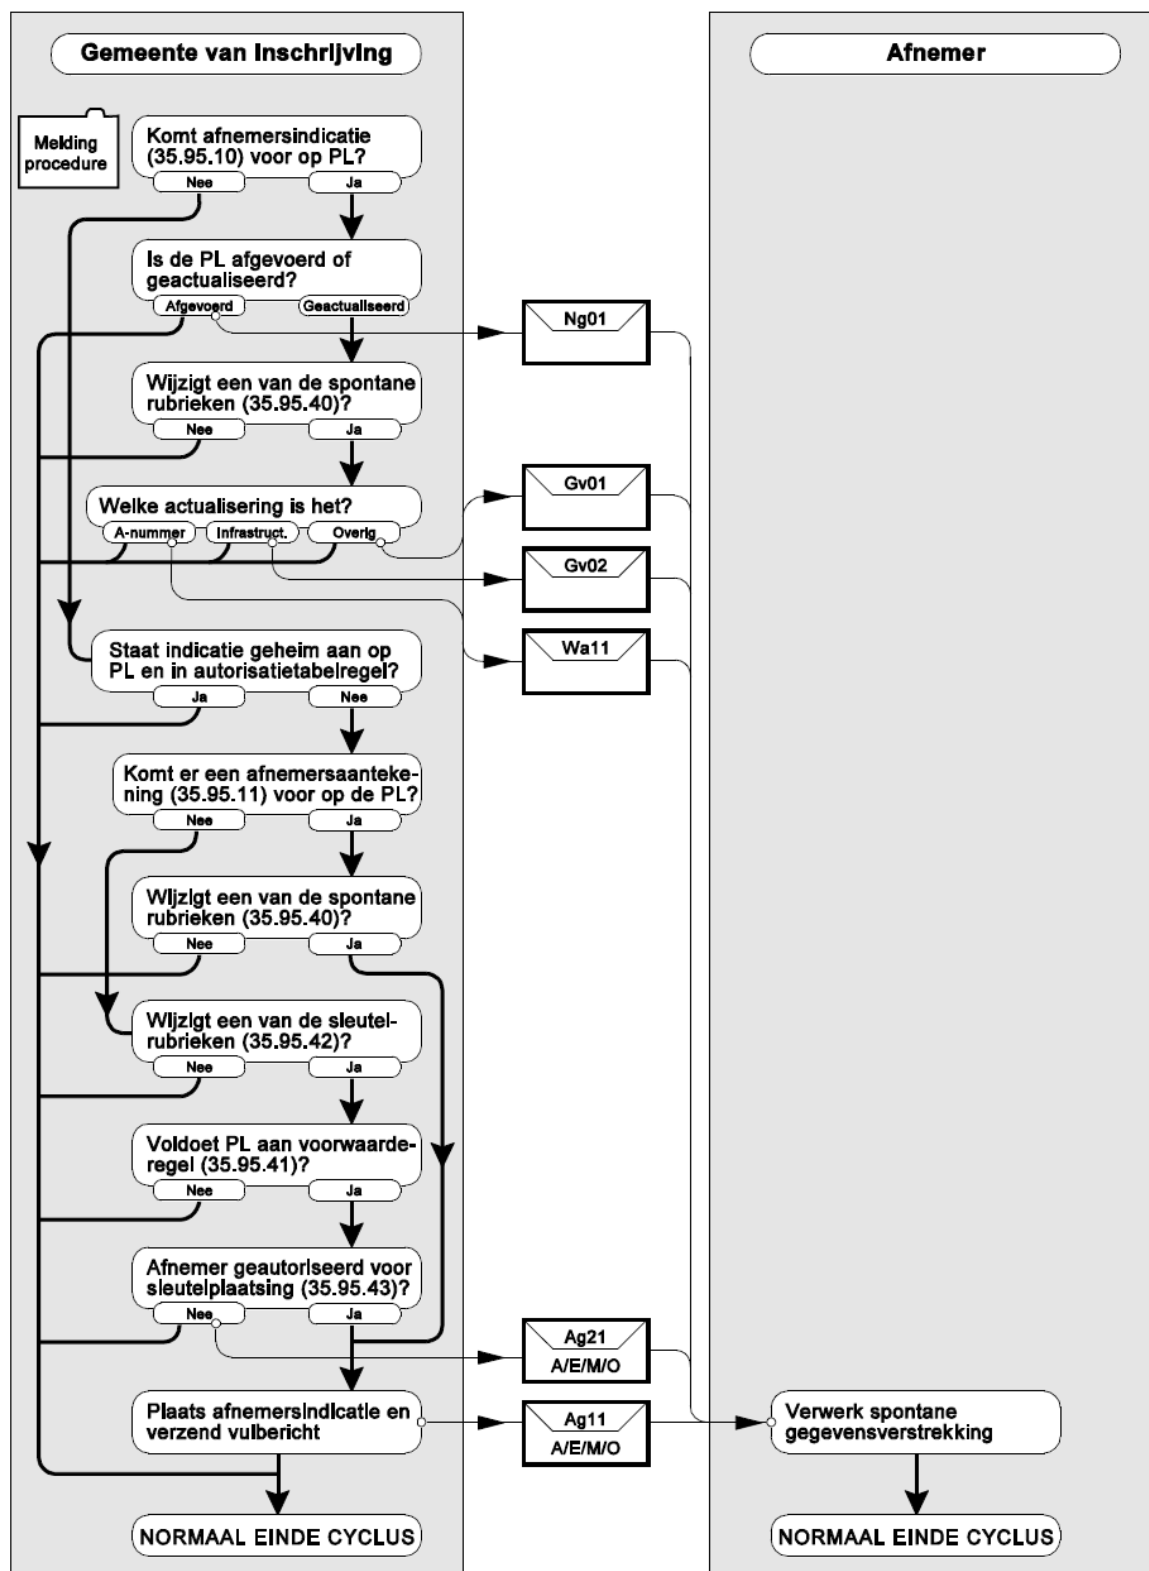 Gemeente van Inschrijving
Afnemer
Melding
procedure
Komt afnemersindicatie
(35.95.10) voor op PL?
Nee
Ja
Is de PL afgevoerd of
geactualiseerd?
Afgevoerd
Geactualiseerd
Ng01
Wijzigt een van de spontane
rubrieken (35.95.40)?
Nee
Ja
Welke actualisering is het?
A-nummer
Infrastruct.
Overig
Gv01
Gv02
Wa11
Staat indicatie geheim aan op
PL en in autorisatietabelregel?
Ja
Nee
Komt er een afnemersaanteke-
ning (35.95.11) voor op de PL?
Nee
Ja
Wijzigt een van de spontane
rubrieken (35.95.40)?
Nee
Ja
Wijzigt een van de sleutel-
rubrieken (35.95.42)?
Nee
Ja
Voldoet PL aan voorwaarde-
regel (35.95.41)?
Nee
Ja
Afnemer geautoriseerd voor
sleutelplaatsing (35.95.43)?
Nee
Ja
Ag21
A/E/M/O
Plaats afnemersindicatie en
verzend vulbericht
Ag11
A/E/M/O
Verwerk spontane
gegevensverstrekking
NORMAAL EINDE CYCLUS
NORMAAL EINDE CYCLUS